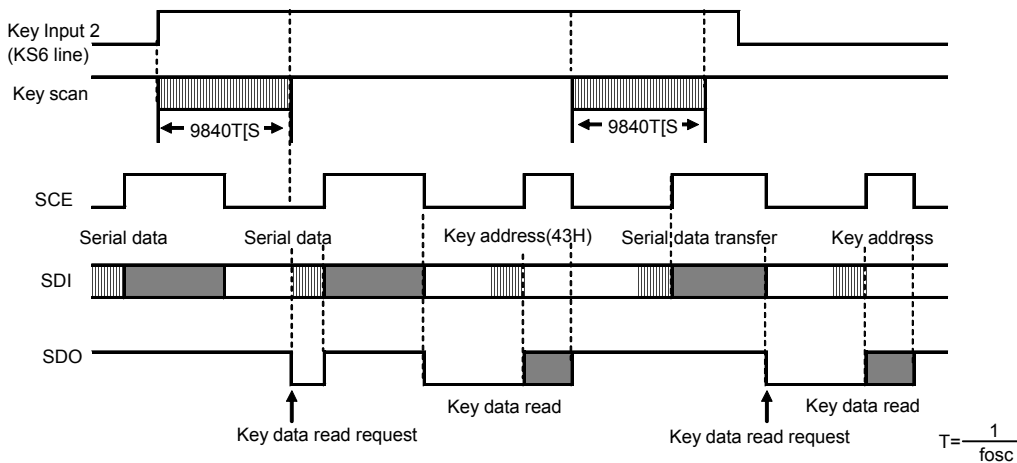 Key Input 2
(KS6 line)
Key scan
9840T[S
9840T[S
SCE
Serial data
Serial data
Key address(43H)
Serial data transfer
Key address
SDI
SDO
Key data read
Key data read
Key data read request
Key data read request
T= 1
fosc